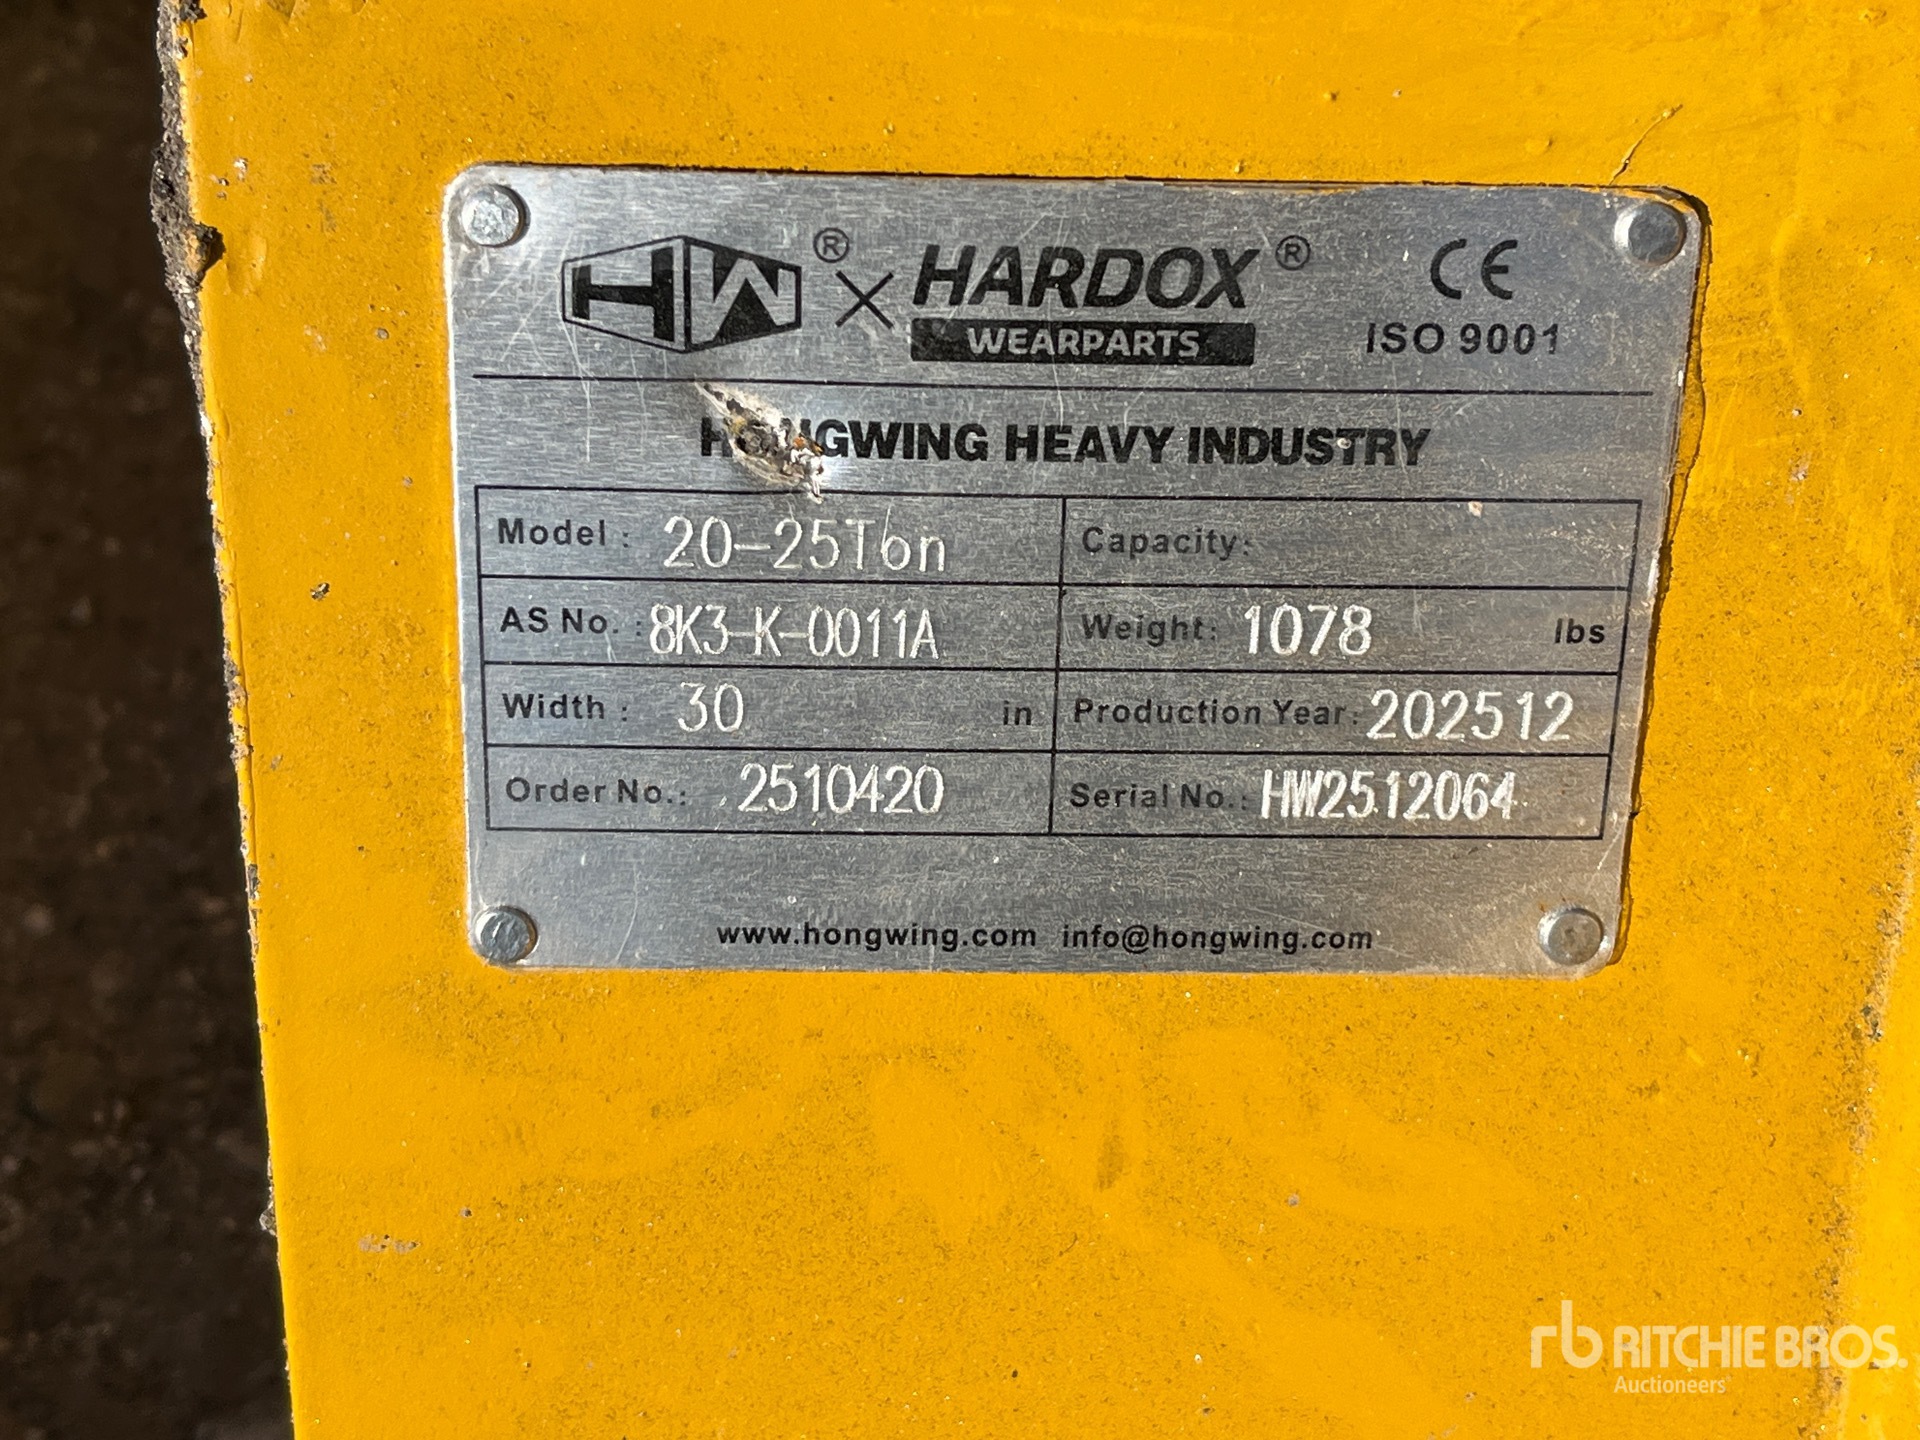 HW® × HARDOX® CE
WEARPARTS ISO 9001
HONGWING HEAVY INDUSTRY
Model: 20-25Ton Capacity:
AS No.: 8K3-K-0011A Weight: 1078 lbs
Width: 30 in Production Year: 202512
Order No.: 2510420 Serial No.: HW2512064
www.hongwing.com info@hongwing.com
rb RITCHIE BROS.
Auctioneers